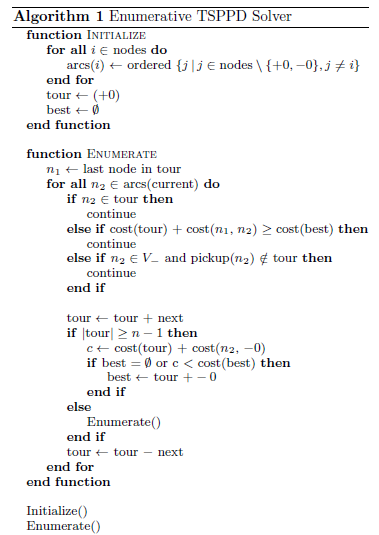 Algorithm 1 Enumerative TSPPD Solver
function INITIALIZE
for all i ∈ nodes do
arcs(i) ← ordered {j | j ∈ nodes \ {+0, −0}, j ≠ i}
end for
tour ← (+0)
best ← ∅
end function
function ENUMERATE
n₁ ← last node in tour
for all n₂ ∈ arcs(current) do
if n₂ ∈ tour then
continue
else if cost(tour) + cost(n₁, n₂) ≥ cost(best) then
continue
else if n₂ ∈ V₋ and pickup(n₂) ∉ tour then
continue
end if
tour ← tour + next
if |tour| ≥ n − 1 then
c ← cost(tour) + cost(n₂, −0)
if best = ∅ or c < cost(best) then
best ← tour + − 0
end if
else
Enumerate()
end if
tour ← tour − next
end for
end function
Initialize()
Enumerate()